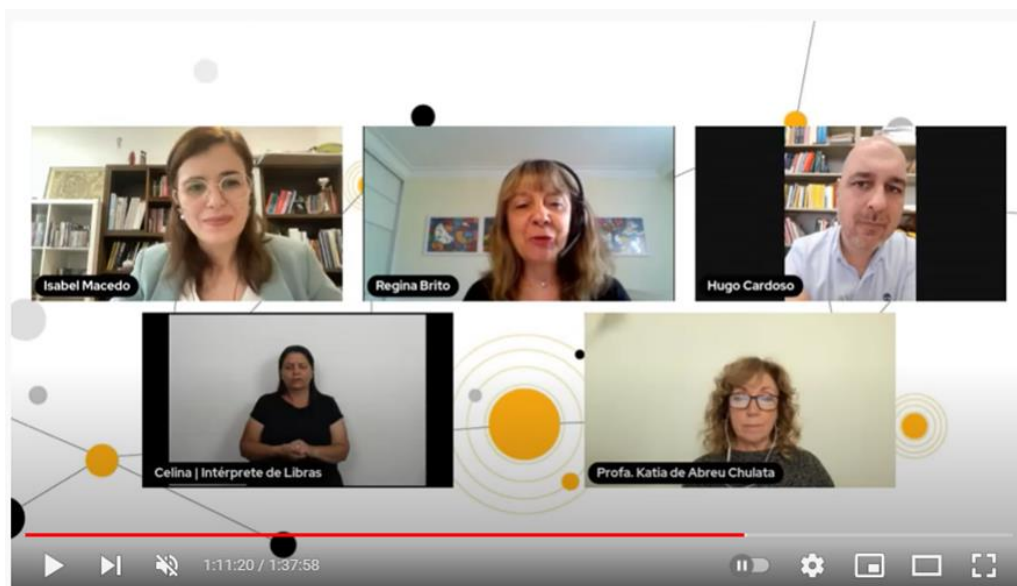 Isabel Macedo
Regina Brito
Hugo Cardoso
Celina | Intérprete de Libras
Profa. Katia de Abreu Chulata
1:11:20 / 1:37:58